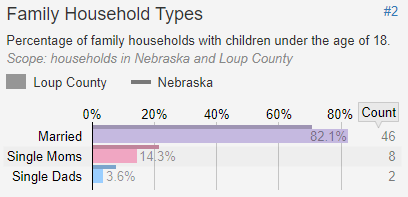 Family Household Types #2
Percentage of family households with children under the age of 18.
Scope: households in Nebraska and Loup County
Loup County Nebraska
0% 20% 40% 60% 80% Count
Married 82.1% 46
Single Moms 14.3% 8
Single Dads 3.6% 2